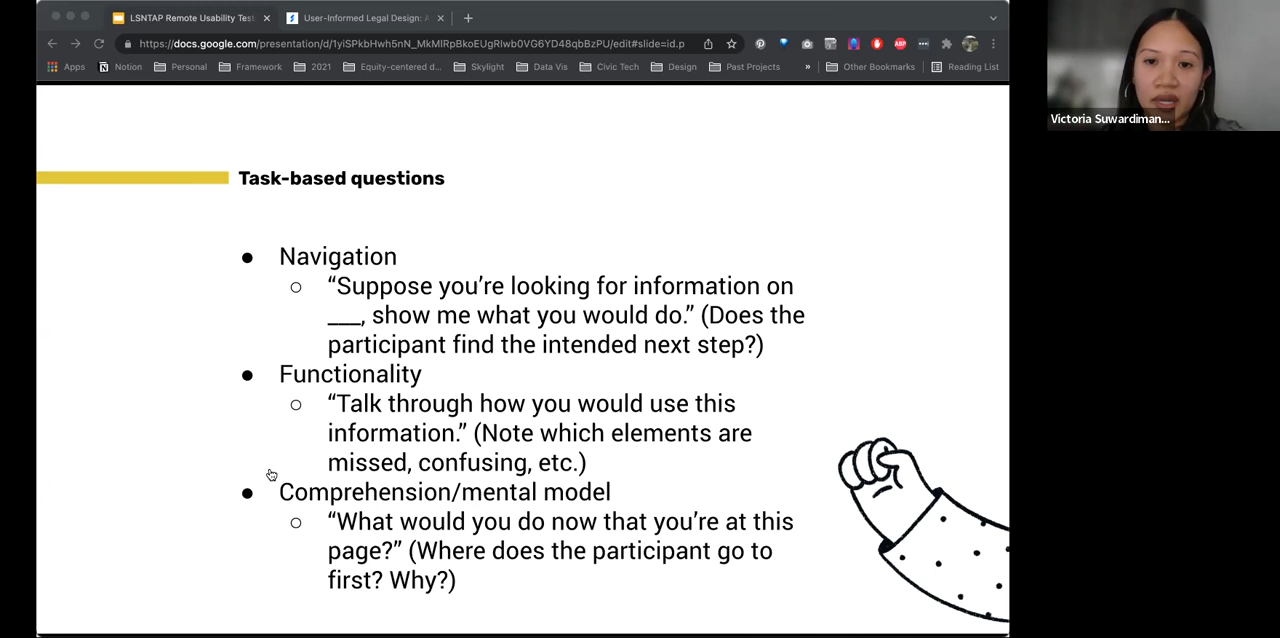 LSNTAP Remote Usability Test
User-Informed Legal Design: A
https://docs.google.com/presentation/d/1yiSPkbHwh5nN_MkMlRpBkoEUgRlwb0VG6YD48qbBzPU/edit#slide=id.p
ABP
Apps
Notion
Personal
Framework
2021
Equity-centered d...
Skylight
Data Vis
Civic Tech
Design
Past Projects
»
Other Bookmarks
Reading List
Victoria Suwardiman...
Task-based questions
● Navigation
○ “Suppose you’re looking for information on
___, show me what you would do.” (Does the
participant find the intended next step?)
● Functionality
○ “Talk through how you would use this
information.” (Note which elements are
missed, confusing, etc.)
● Comprehension/mental model
○ “What would you do now that you’re at this
page?” (Where does the participant go to
first? Why?)